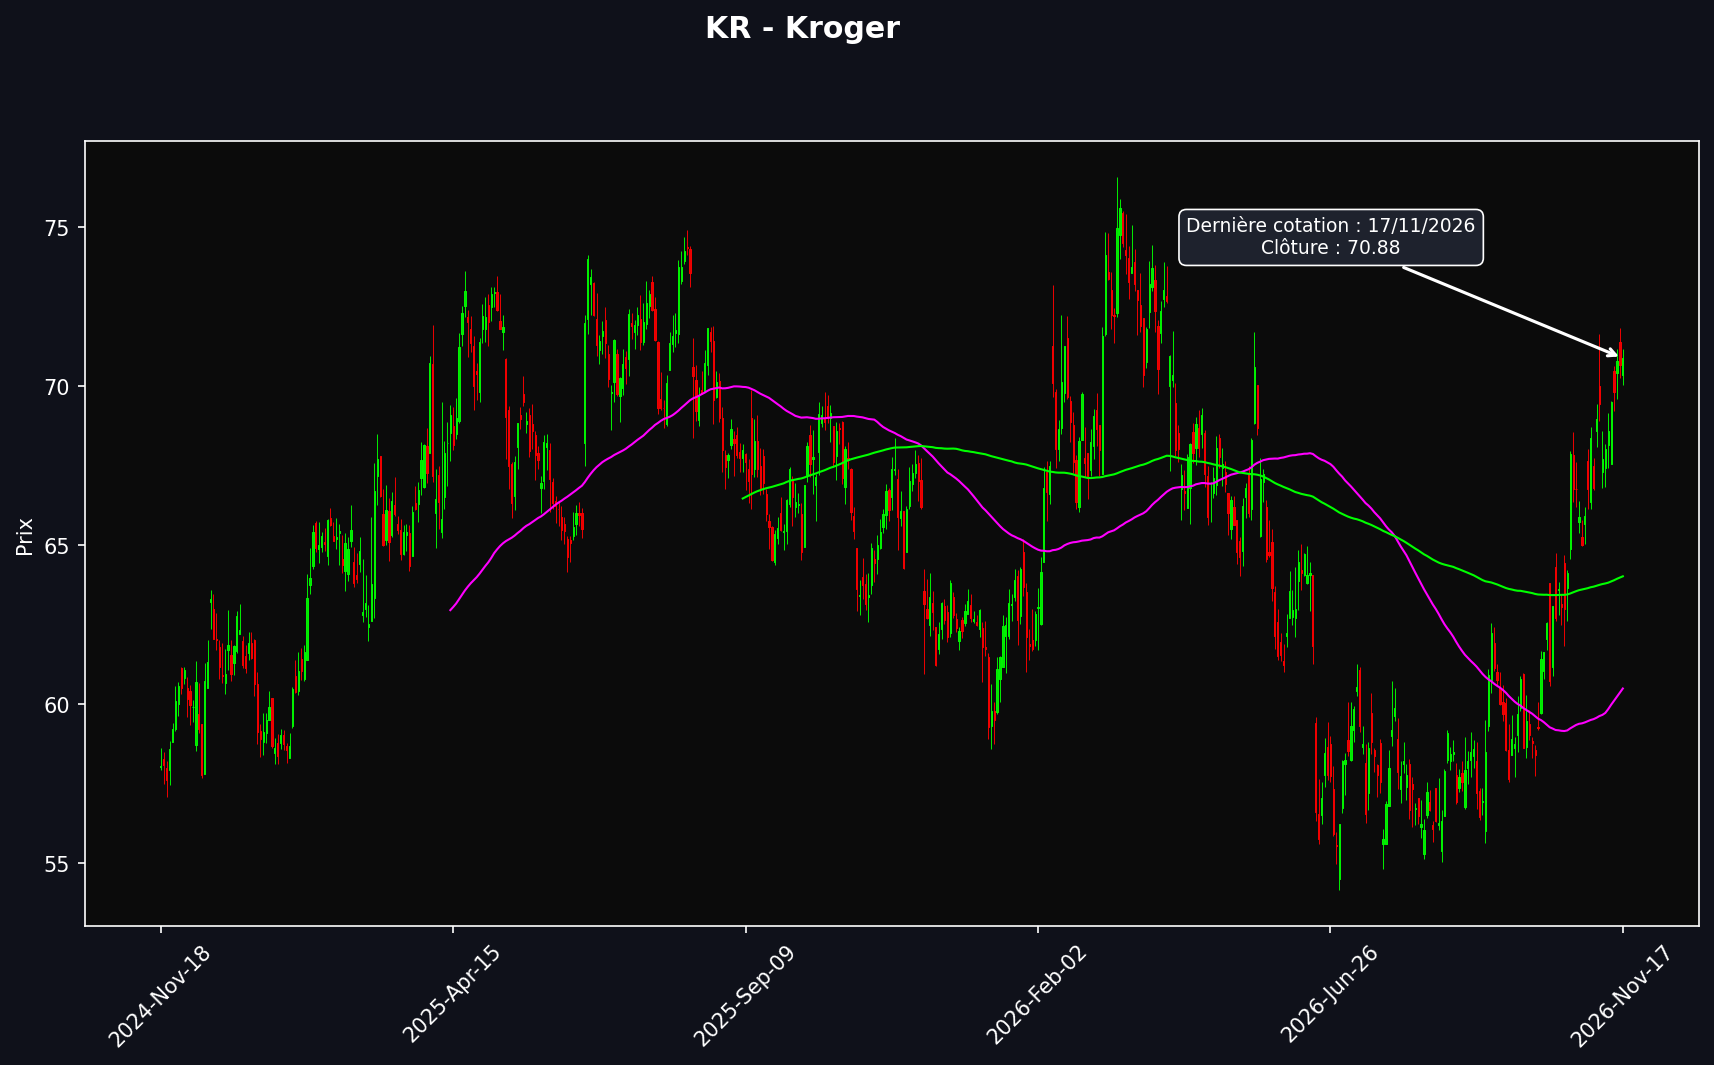 KR - Kroger
Dernière cotation : 17/11/2026
Clôture : 70.88
Prix
75
70
65
60
55
2024-Nov-18
2025-Apr-15
2025-Sep-09
2026-Feb-02
2026-Jun-26
2026-Nov-17